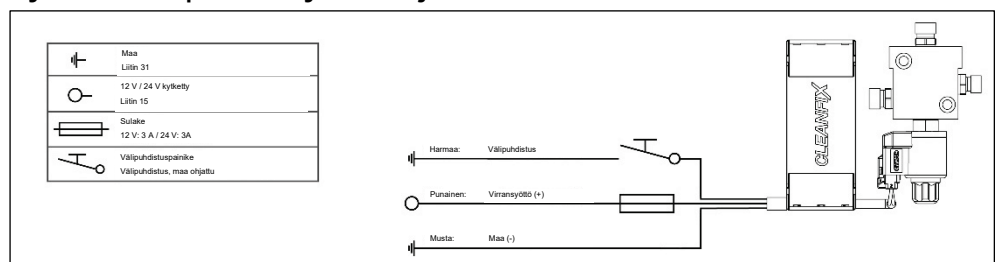 Maa
Liitin 31
12 V / 24 V kytketty
Liitin 15
Sulake
12 V: 3 A / 24 V: 3A
Välipuhdistuspainike
Välipuhdistus, maa ohjattu
Harmaa: Välipuhdistus
Punainen: Virransyöttö (+)
Musta: Maa (-)
CLEANFIX